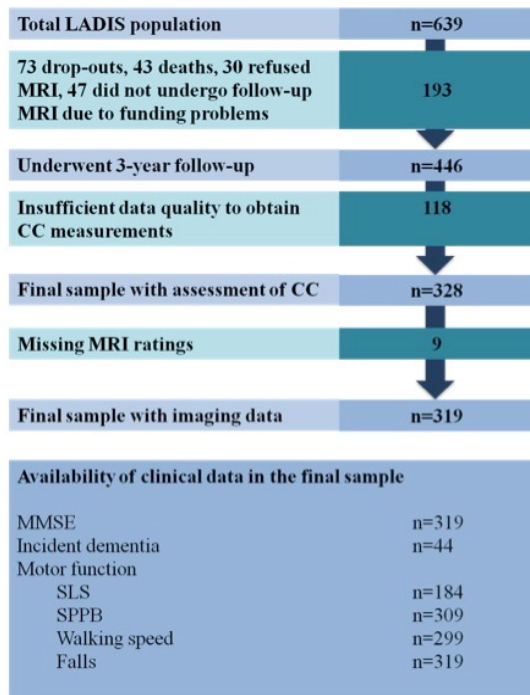 Total LADIS population n=639
73 drop-outs, 43 deaths, 30 refused
MRI, 47 did not undergo follow-up 193
MRI due to funding problems
Underwent 3-year follow-up n=446
Insufficient data quality to obtain 118
CC measurements
Final sample with assessment of CC n=328
Missing MRI ratings 9
Final sample with imaging data n=319
Availability of clinical data in the final sample
MMSE n=319
Incident dementia n=44
Motor function
SLS n=184
SPPB n=309
Walking speed n=299
Falls n=319